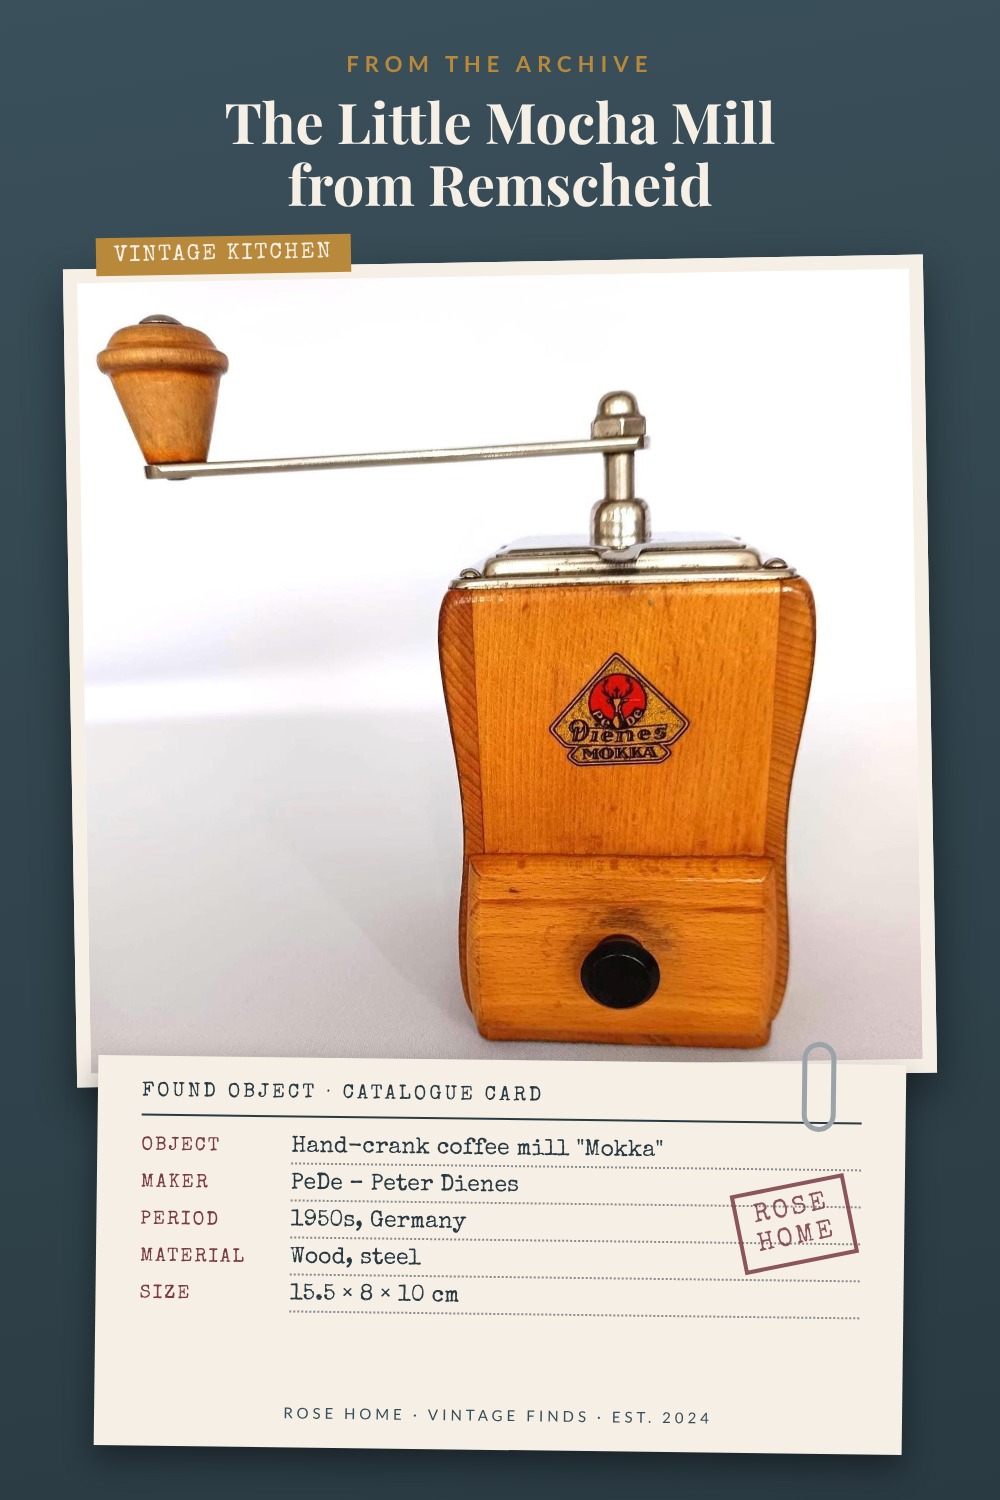 FROM THE ARCHIVE
The Little Mocha Mill
from Remscheid
VINTAGE KITCHEN
PeDe
Dienes
MOKKA
FOUND OBJECT · CATALOGUE CARD
OBJECT Hand-crank coffee mill "Mokka"
MAKER PeDe – Peter Dienes
PERIOD 1950s, Germany
MATERIAL Wood, steel
SIZE 15.5 × 8 × 10 cm
ROSE
HOME
ROSE HOME · VINTAGE FINDS · EST. 2024